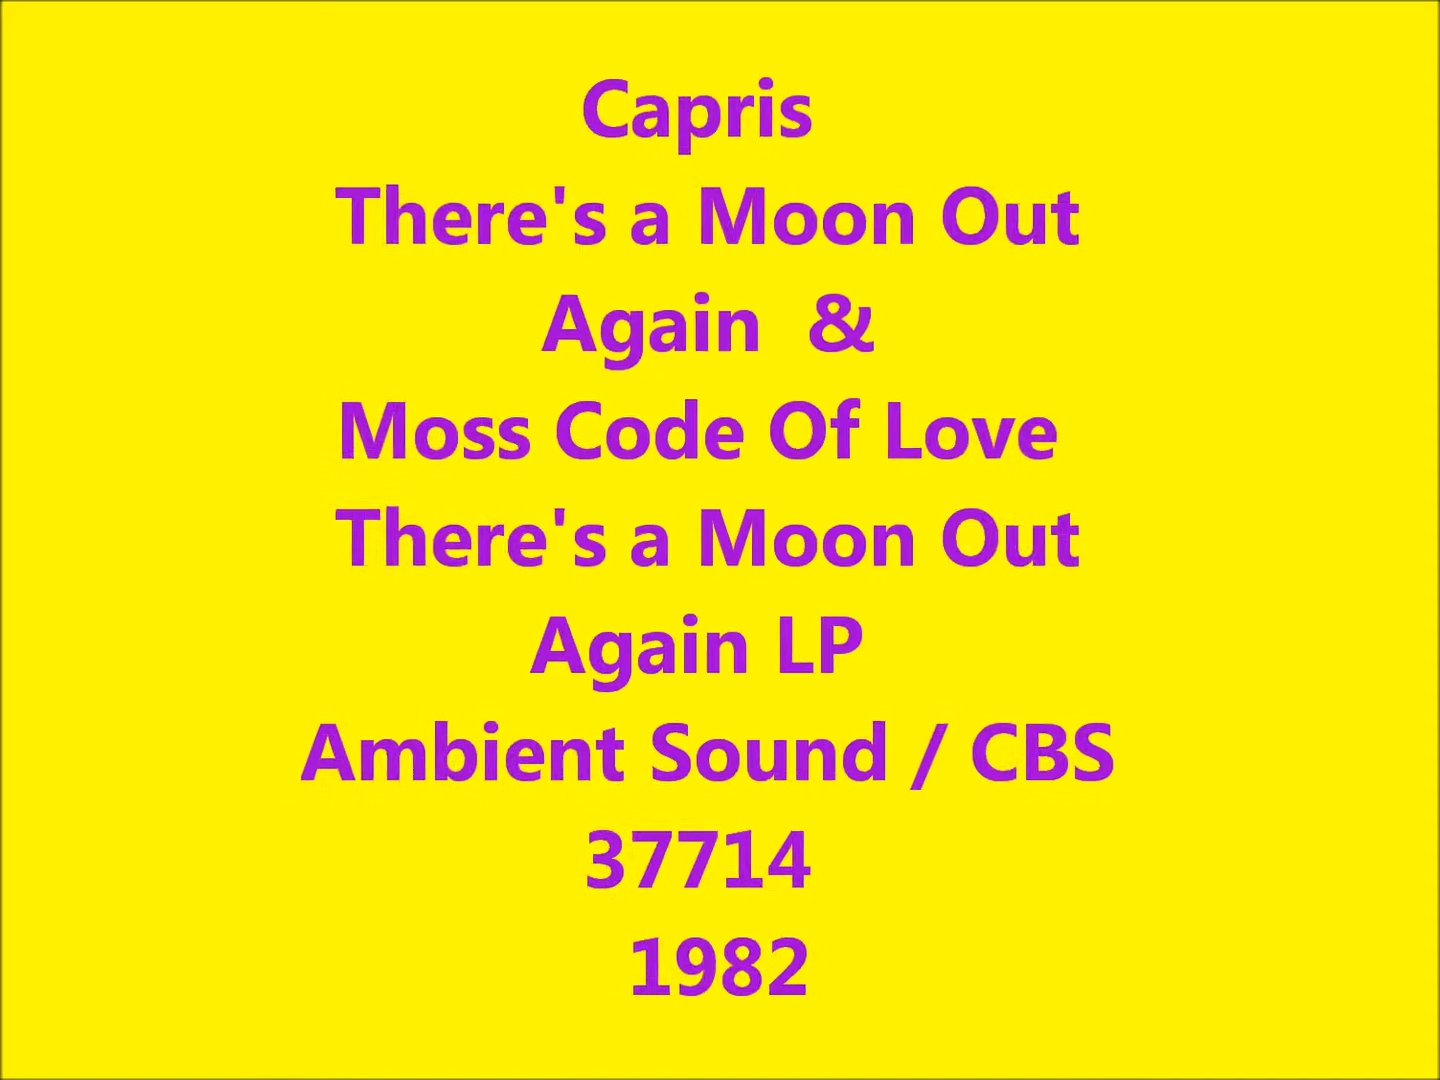 Capris
There's a Moon Out
Again  &
Moss Code Of Love
There's a Moon Out
Again LP
Ambient Sound / CBS
37714
1982